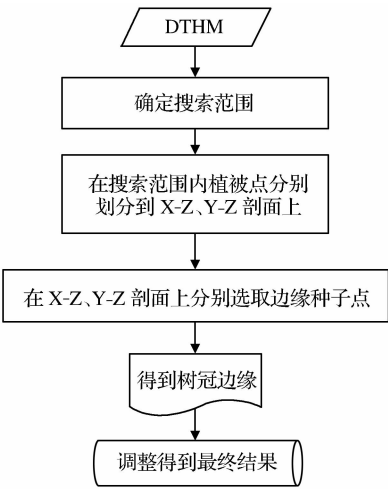 DTHM
确定搜索范围
在搜索范围内植被点分别
划分到 X-Z、Y-Z 剖面上
在 X-Z、Y-Z 剖面上分别选取边缘种子点
得到树冠边缘
调整得到最终结果